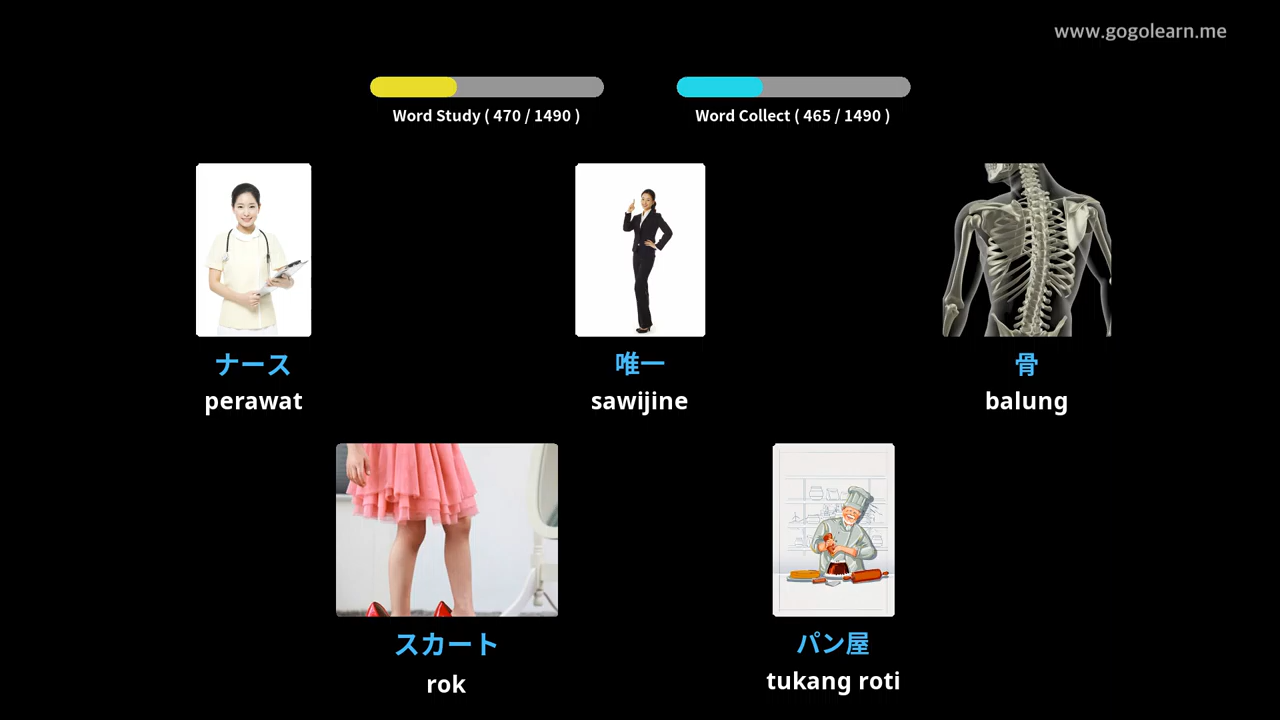 www.gogolearn.me
Word Study ( 470 / 1490 )
Word Collect ( 465 / 1490 )
ナース
perawat
唯一
sawijine
骨
balung
スカート
rok
パン屋
tukang roti